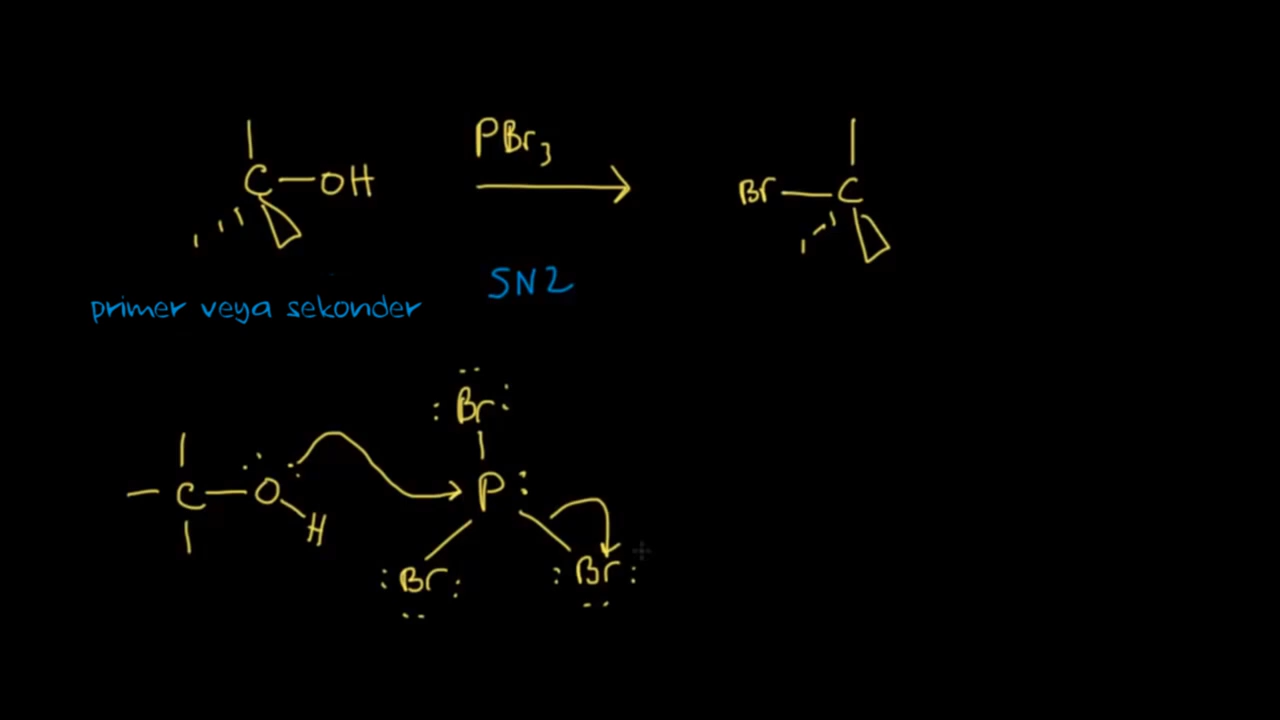 PBr3
C—OH
Br—C
SN2
primer veya sekonder
:Br:
C—O
P:
H
:Br:
:Br: